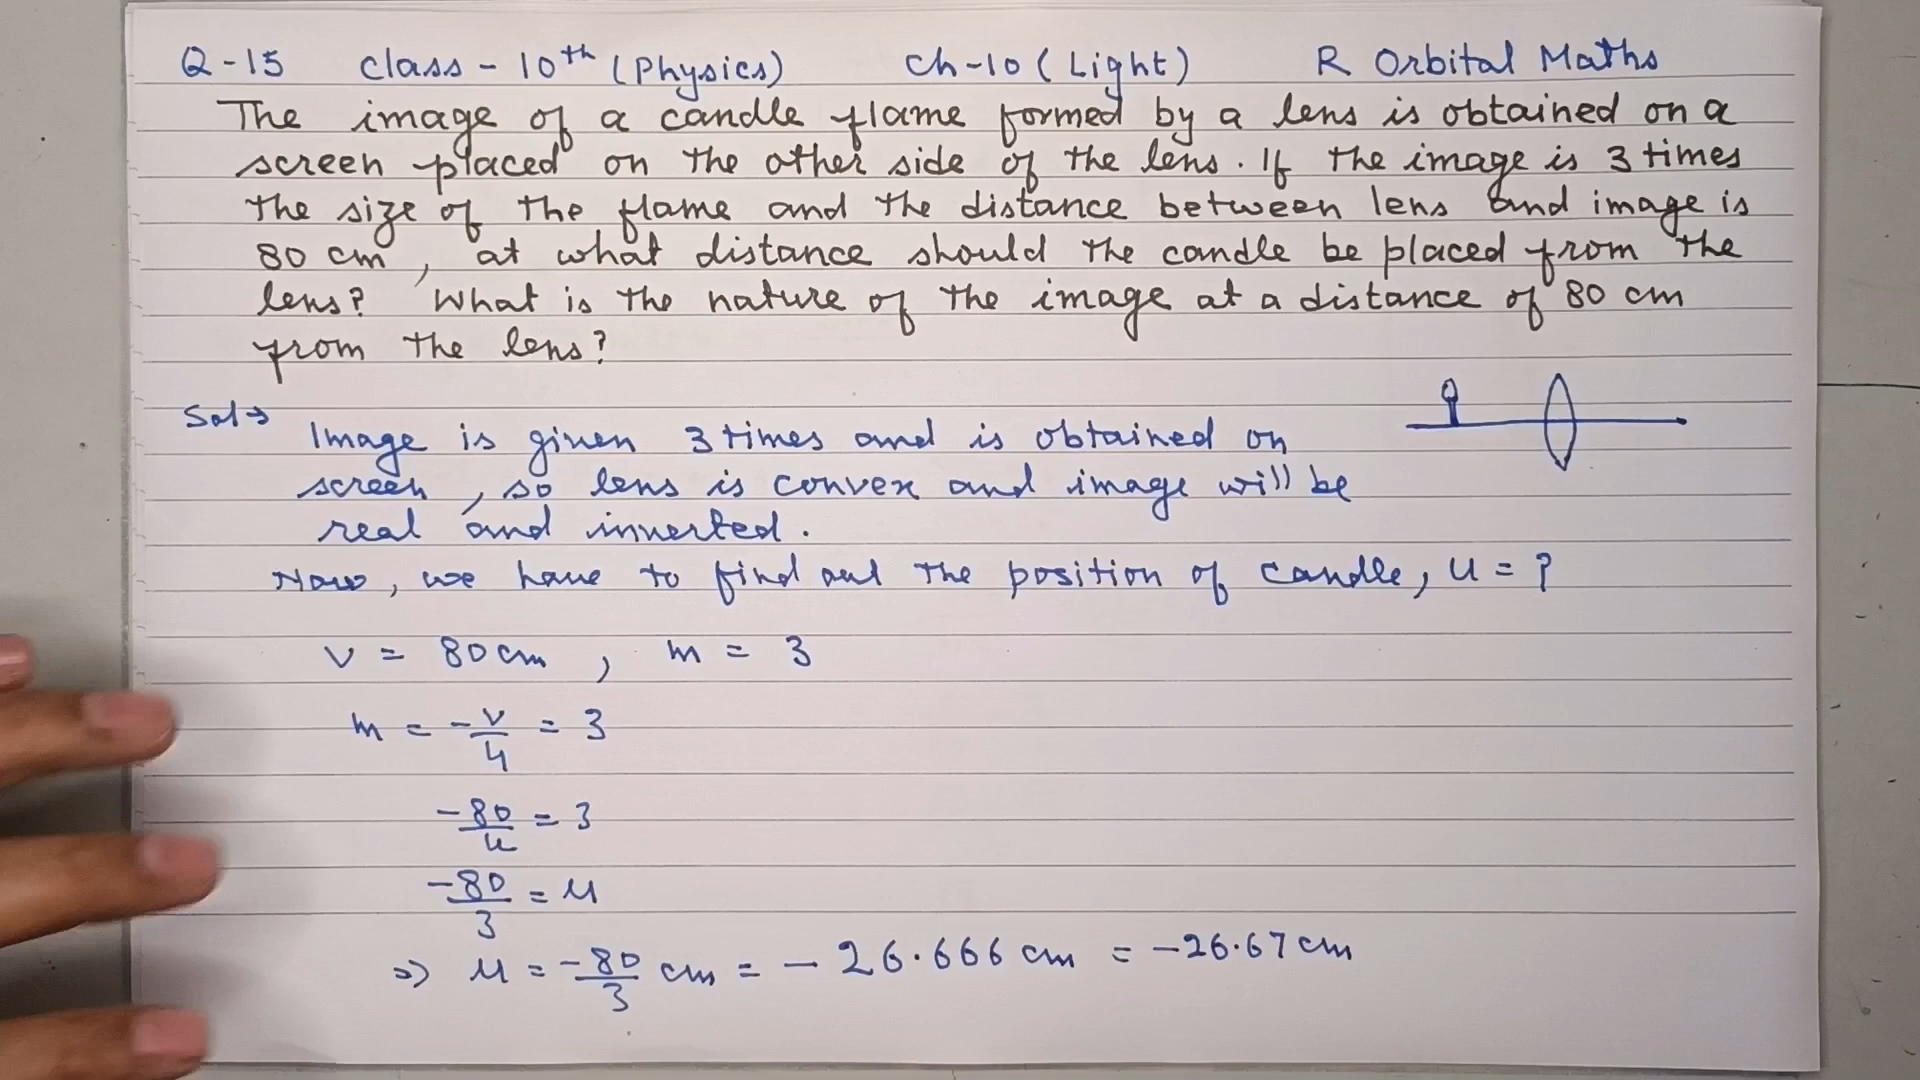 Q-15 Class-10th (Physics) Ch-10 (Light) R Orbital Maths
The image of a candle flame formed by a lens is obtained on a
screen placed on the other side of the lens. If the image is 3 times
the size of the flame and the distance between lens and image is
80 cm, at what distance should the candle be placed from the
lens? What is the nature of the image at a distance of 80 cm
from the lens?
Sol→ Image is given 3 times and is obtained on
screen, so lens is convex and image will be
real and inverted.
Now, we have to find out the position of candle, u = ?
v = 80cm, m = 3
m = -v/u = 3
-80/u = 3
-80/3 = u
⇒ u = -80/3 cm = - 26.666 cm = -26.67 cm